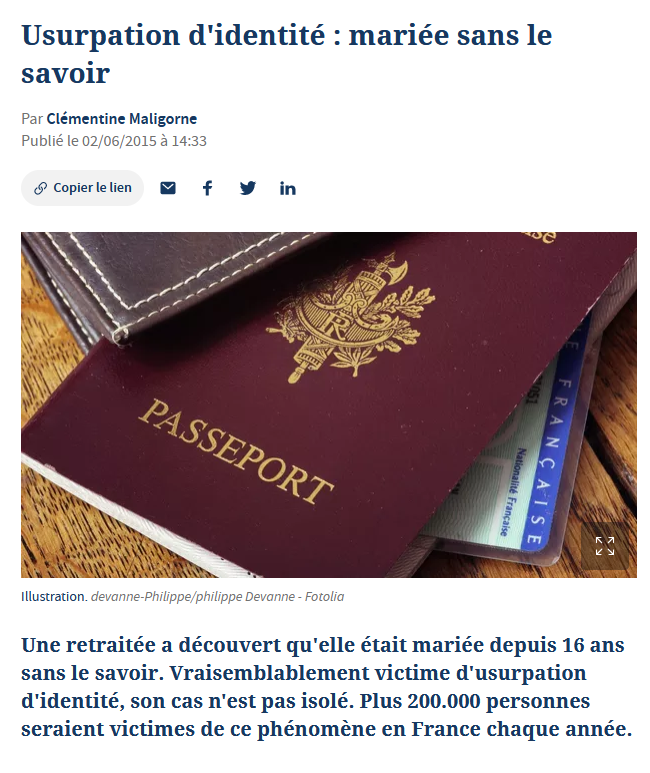 Usurpation d'identité : mariée sans le
savoir
Par Clémentine Maligorne
Publié le 02/06/2015 à 14:33
Copier le lien
RF
PASSEPORT
FRANÇAISE
Nationalité Française
Illustration. devanne-Philippe/philippe Devanne - Fotolia
Une retraitée a découvert qu'elle était mariée depuis 16 ans
sans le savoir. Vraisemblablement victime d'usurpation
d'identité, son cas n'est pas isolé. Plus 200.000 personnes
seraient victimes de ce phénomène en France chaque année.